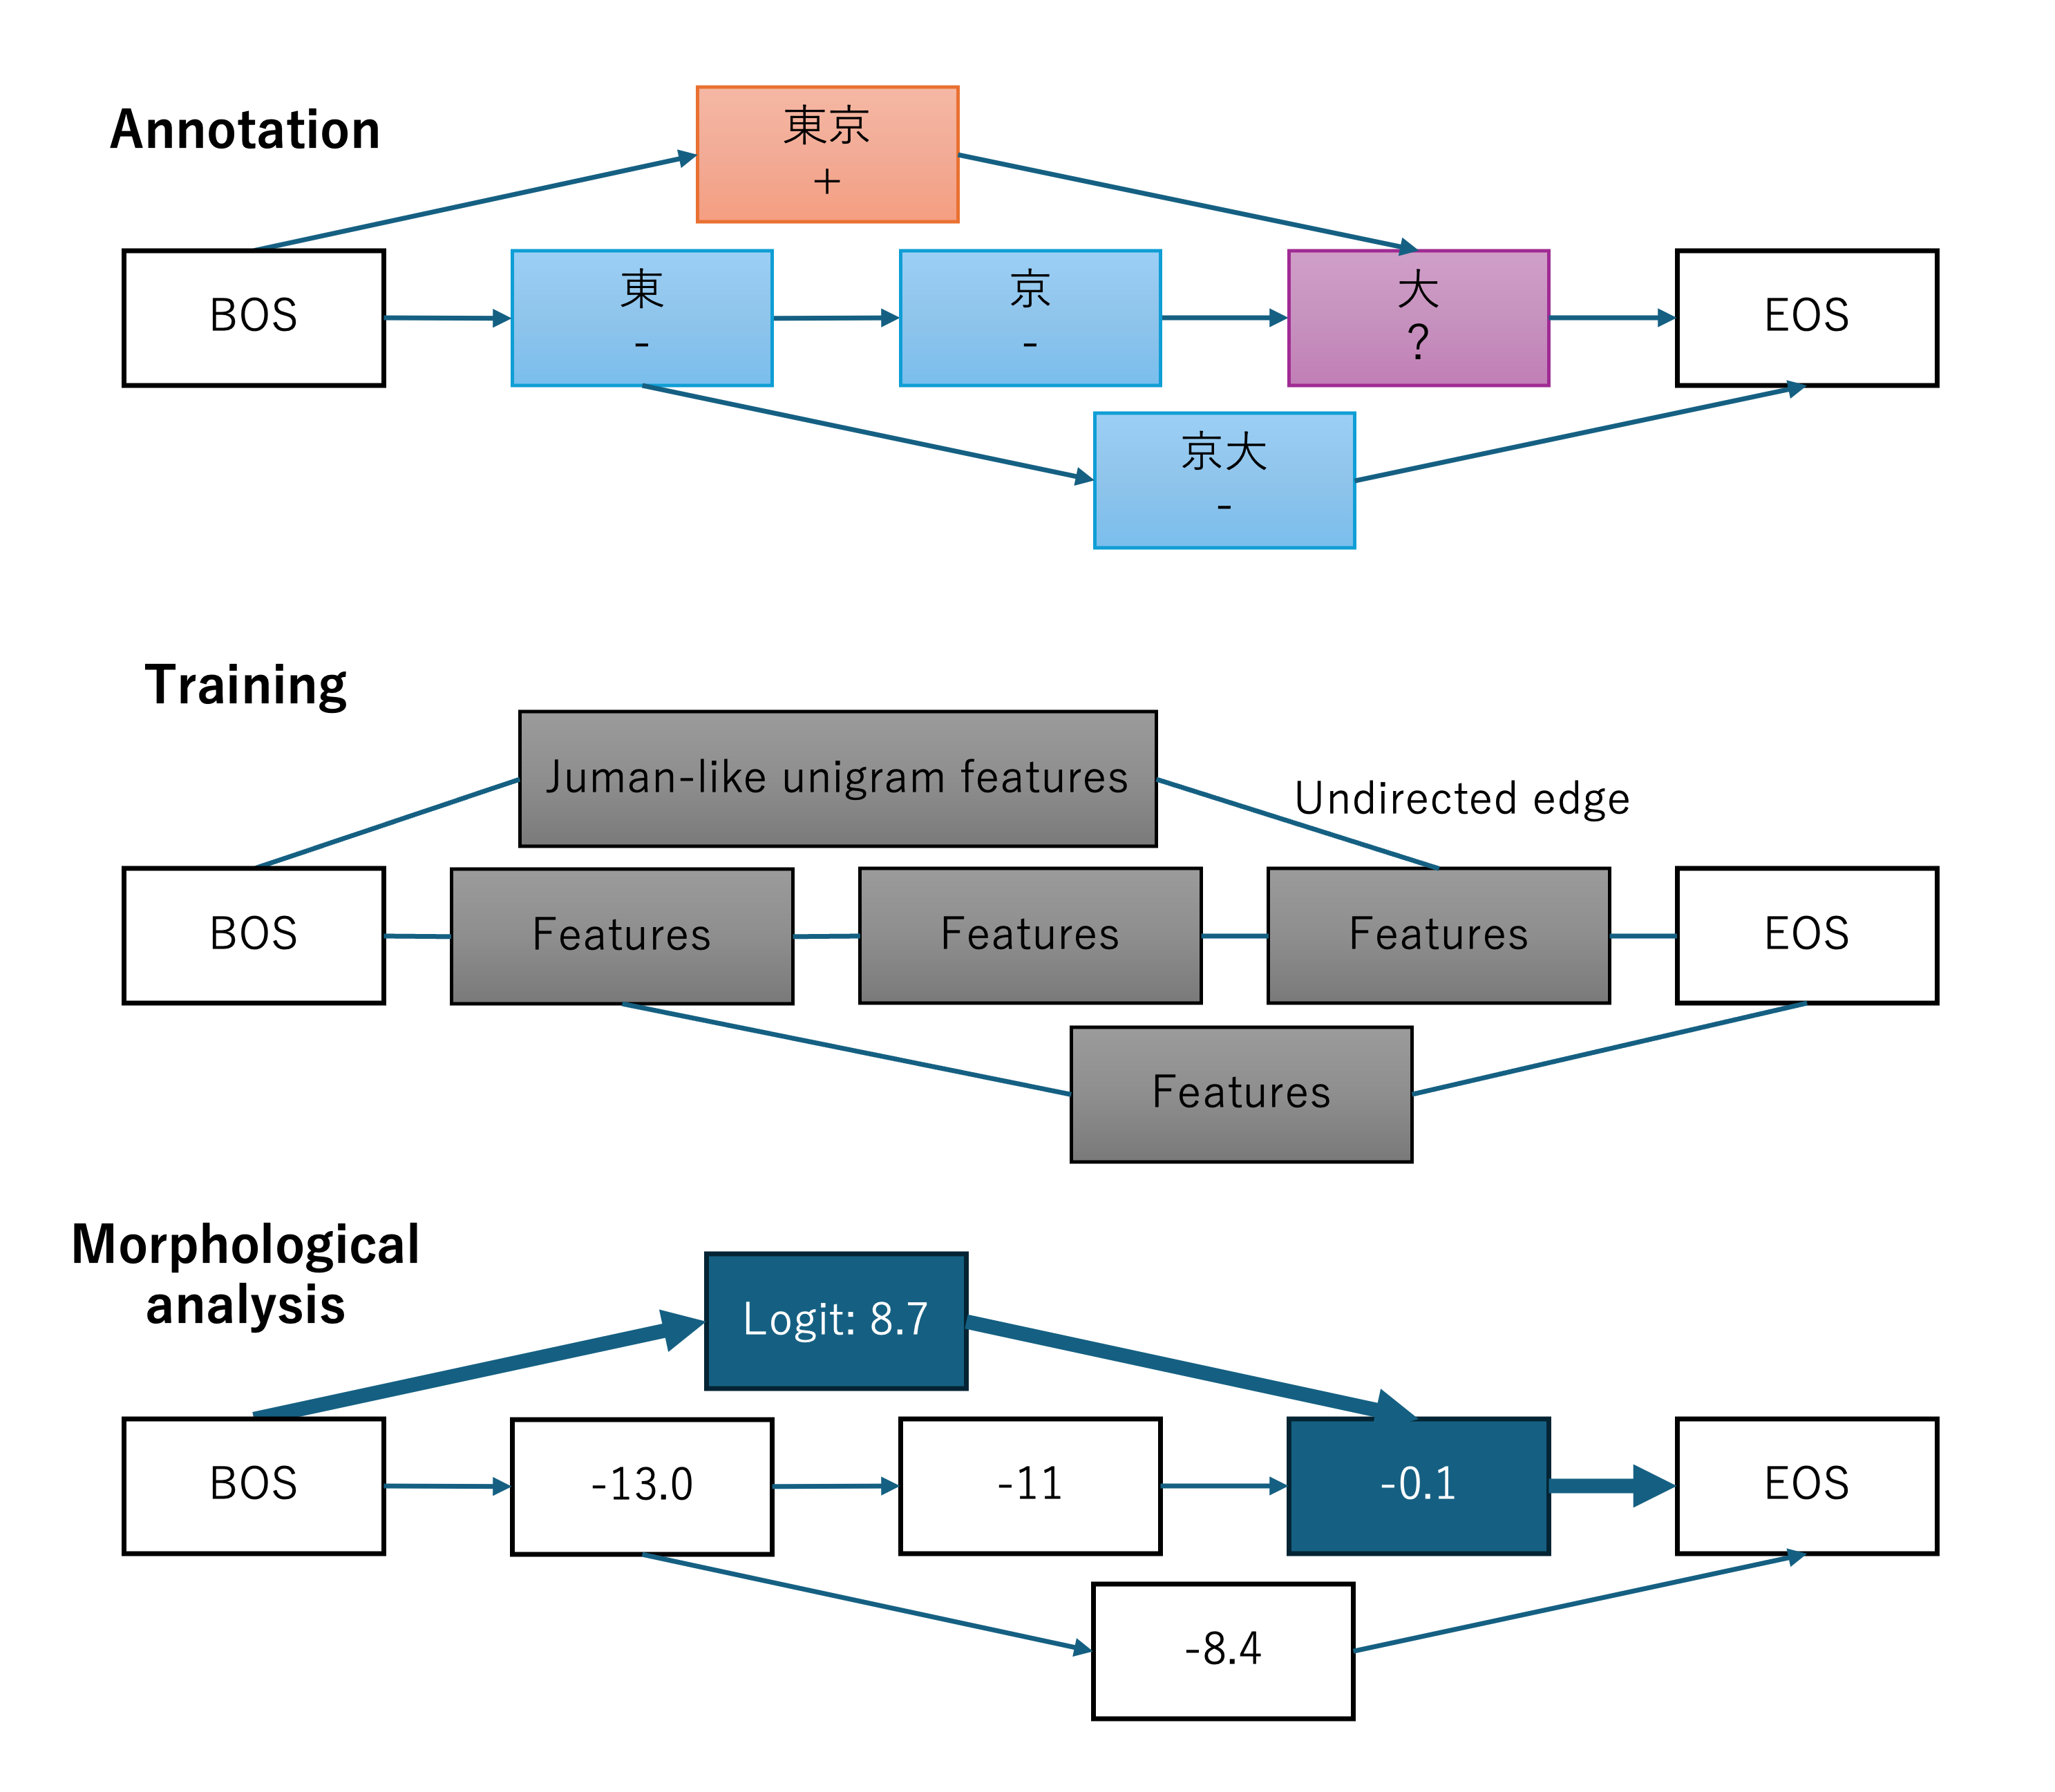 Annotation
東京
+
BOS
東
-
京
-
大
?
EOS
京大
-
Training
Juman-like unigram features
Undirected edge
BOS
Features
Features
Features
EOS
Features
Morphological
analysis
Logit: 8.7
BOS
-13.0
-11
-0.1
EOS
-8.4